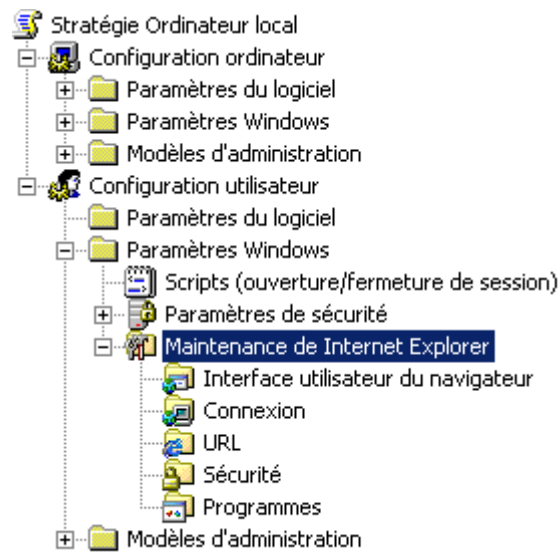 Stratégie Ordinateur local
Configuration ordinateur
Paramètres du logiciel
Paramètres Windows
Modèles d'administration
Configuration utilisateur
Paramètres du logiciel
Paramètres Windows
Scripts (ouverture/fermeture de session)
Paramètres de sécurité
Maintenance de Internet Explorer
Interface utilisateur du navigateur
Connexion
URL
Sécurité
Programmes
Modèles d'administration